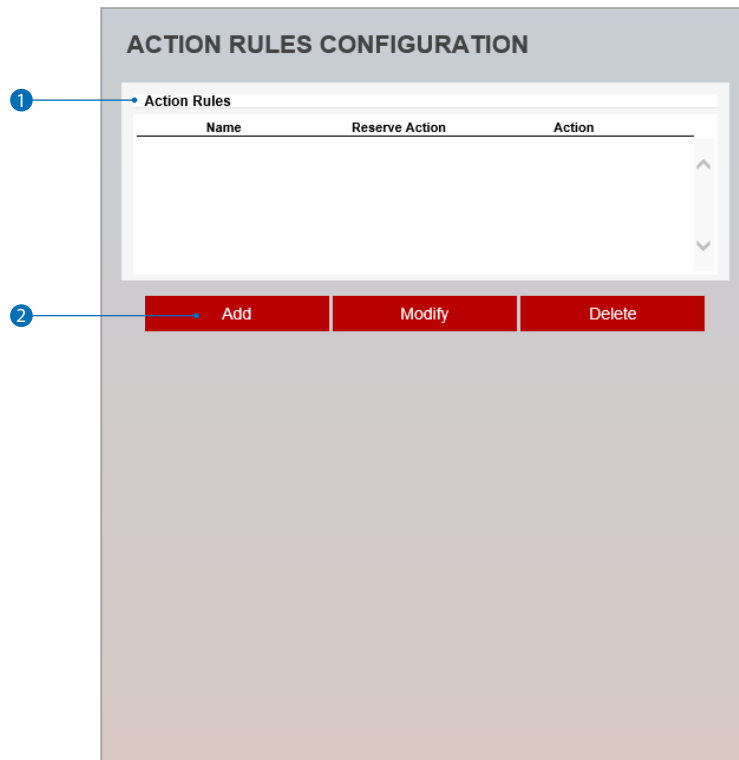 ACTION RULES CONFIGURATION
1
Action Rules
Name Reserve Action Action
2
Add Modify Delete